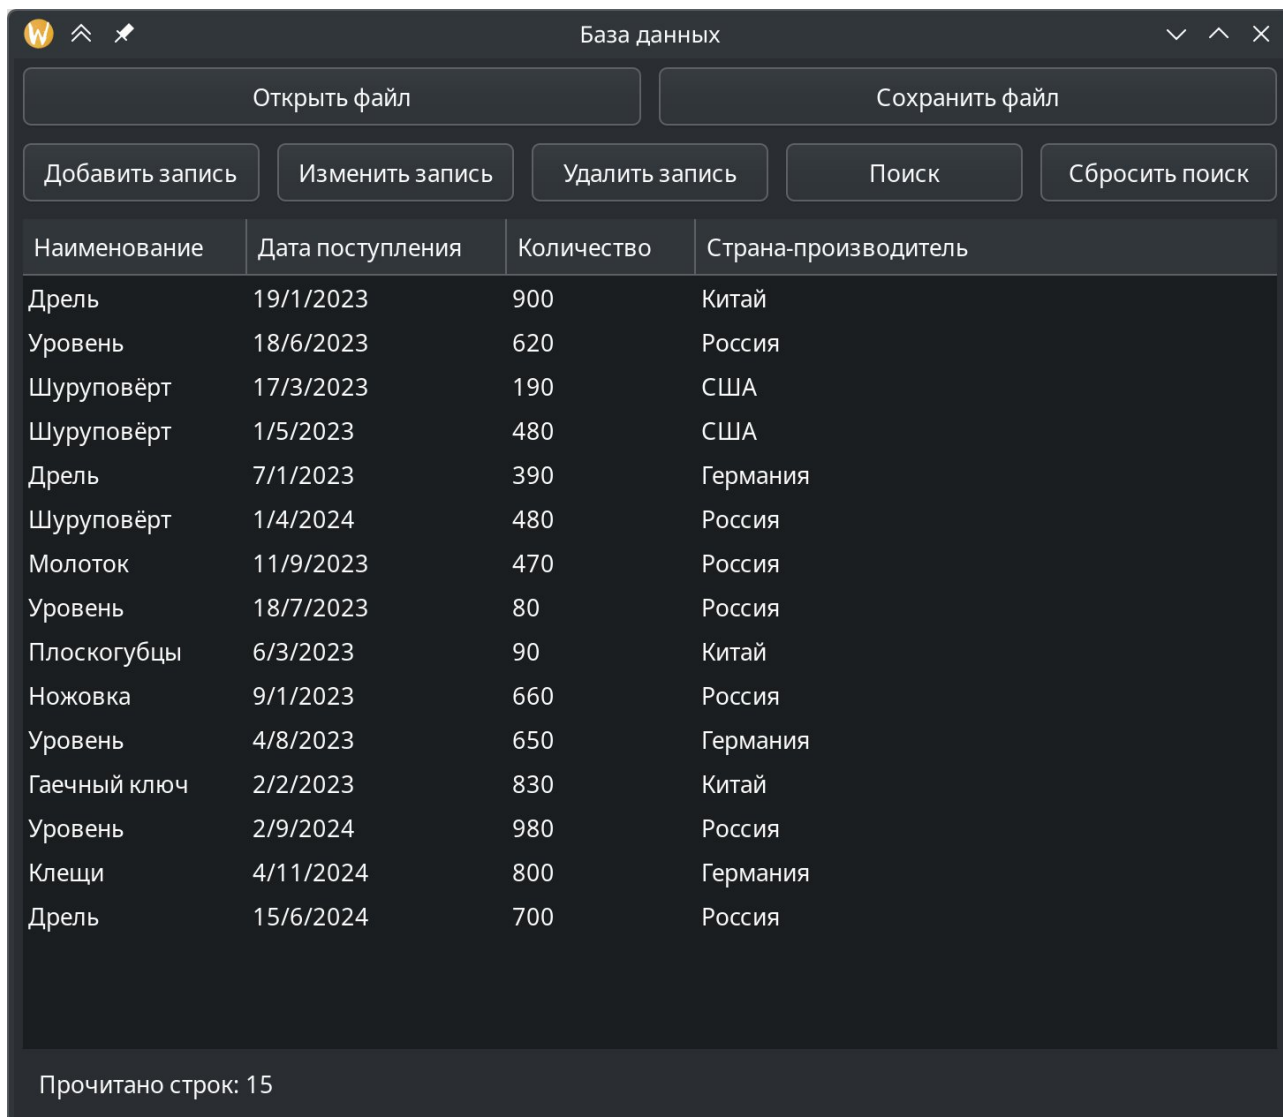 База данных
Открыть файл Сохранить файл
Добавить запись Изменить запись Удалить запись Поиск Сбросить поиск
Наименование Дата поступления Количество Страна-производитель
Дрель 19/1/2023 900 Китай
Уровень 18/6/2023 620 Россия
Шуруповёрт 17/3/2023 190 США
Шуруповёрт 1/5/2023 480 США
Дрель 7/1/2023 390 Германия
Шуруповёрт 1/4/2024 480 Россия
Молоток 11/9/2023 470 Россия
Уровень 18/7/2023 80 Россия
Плоскогубцы 6/3/2023 90 Китай
Ножовка 9/1/2023 660 Россия
Уровень 4/8/2023 650 Германия
Гаечный ключ 2/2/2023 830 Китай
Уровень 2/9/2024 980 Россия
Клещи 4/11/2024 800 Германия
Дрель 15/6/2024 700 Россия
Прочитано строк: 15